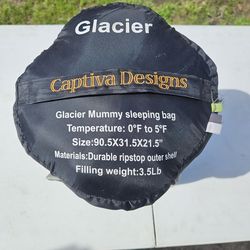 Glacier
Captiva Designs
Glacier Mummy sleeping bag
Temperature: 0°F to 5°F
Size:90.5X31.5X21.5"
Materials:Durable ripstop outer shell
Filling weight:3.5Lb